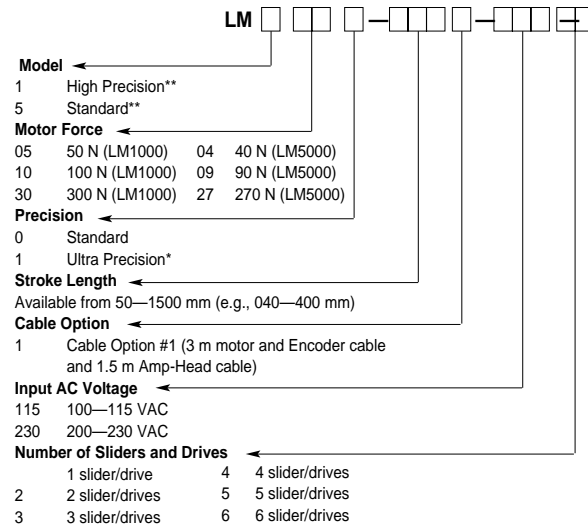 LM — —
Model
1 High Precision**
5 Standard**
Motor Force
05 50 N (LM1000) 04 40 N (LM5000)
10 100 N (LM1000) 09 90 N (LM5000)
30 300 N (LM1000) 27 270 N (LM5000)
Precision
0 Standard
1 Ultra Precision*
Stroke Length
Available from 50—1500 mm (e.g., 040—400 mm)
Cable Option
1 Cable Option #1 (3 m motor and Encoder cable
and 1.5 m Amp-Head cable)
Input AC Voltage
115 100—115 VAC
230 200—230 VAC
Number of Sliders and Drives
1 slider/drive 4 4 slider/drives
2 2 slider/drives 5 5 slider/drives
3 3 slider/drives 6 6 slider/drives